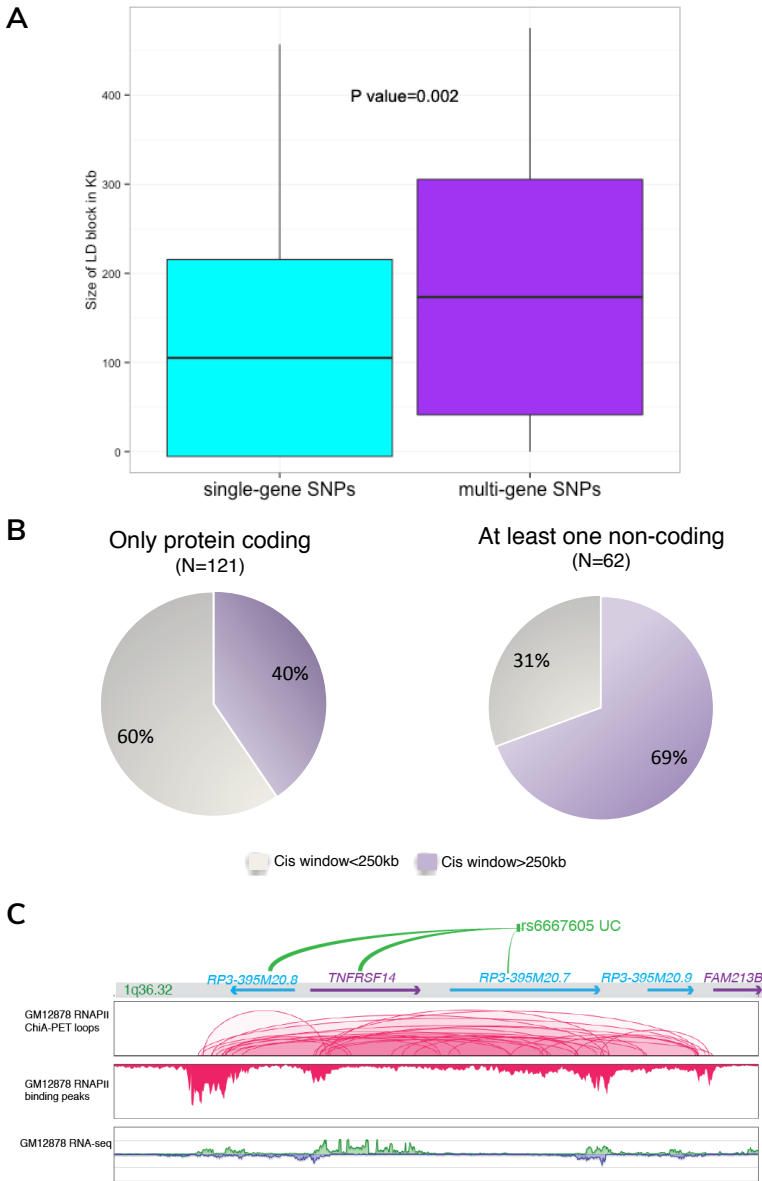 A
P value=0.002
Size of LD block in Kb
400
300
200
100
0
single-gene SNPs
multi-gene SNPs
B
Only protein coding
(N=121)
At least one non-coding
(N=62)
40%
60%
31%
69%
Cis window<250kb
Cis window>250kb
C
rs6667605 UC
RP3-395M20.8
TNFRSF14
RP3-395M20.7
RP3-395M20.9
FAM213B
1q36.32
GM12878 RNAPII
ChiA-PET loops
GM12878 RNAPII
binding peaks
GM12878 RNA-seq